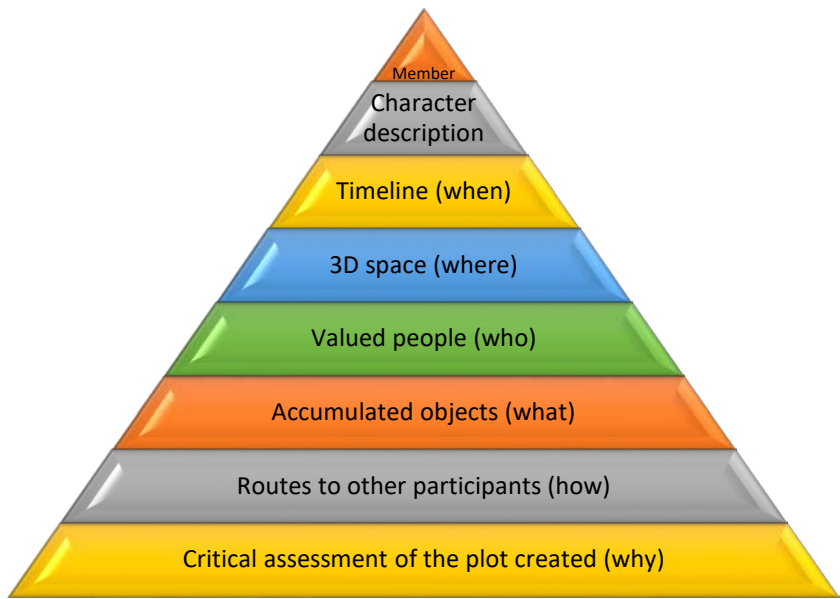 Member
Character
description
Timeline (when)
3D space (where)
Valued people (who)
Accumulated objects (what)
Routes to other participants (how)
Critical assessment of the plot created (why)